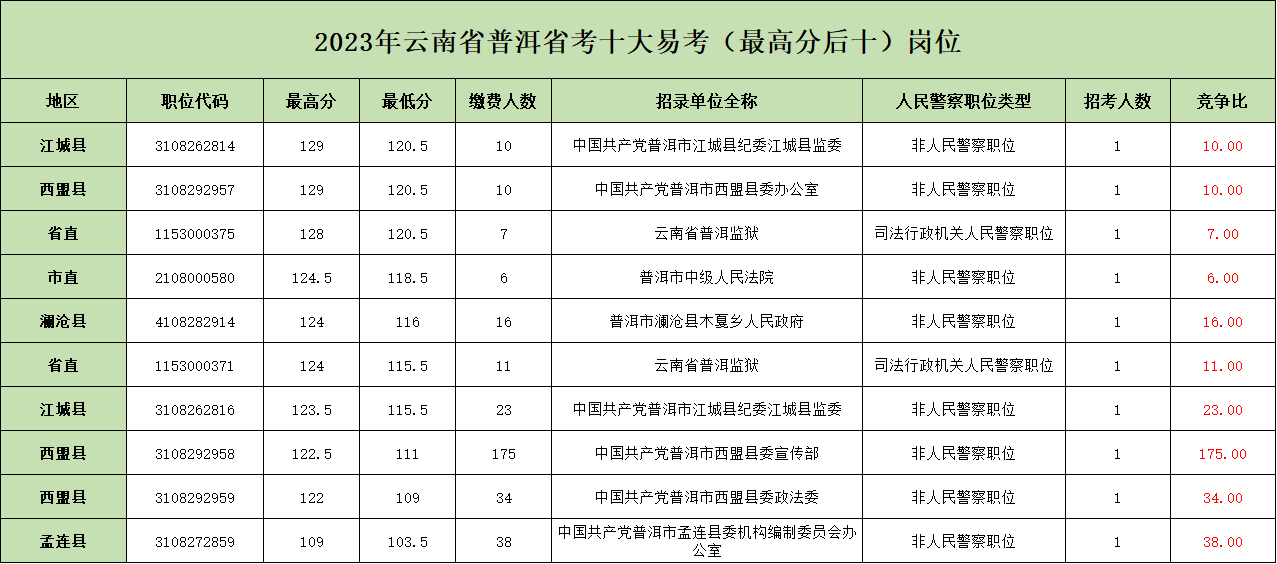 2023年云南省普洱省考十大易考（最高分后十）岗位
地区 职位代码 最高分 最低分 缴费人数 招录单位全称 人民警察职位类型 招考人数 竞争比
江城县 3108262814 129 120.5 10 中国共产党普洱市江城县纪委江城县监委 非人民警察职位 1 10.00
西盟县 3108292957 129 120.5 10 中国共产党普洱市西盟县委办公室 非人民警察职位 1 10.00
省直 1153000375 128 120.5 7 云南省普洱监狱 司法行政机关人民警察职位 1 7.00
市直 2108000580 124.5 118.5 6 普洱市中级人民法院 非人民警察职位 1 6.00
澜沧县 4108282914 124 116 16 普洱市澜沧县木戛乡人民政府 非人民警察职位 1 16.00
省直 1153000371 124 115.5 11 云南省普洱监狱 司法行政机关人民警察职位 1 11.00
江城县 3108262816 123.5 115.5 23 中国共产党普洱市江城县纪委江城县监委 非人民警察职位 1 23.00
西盟县 3108292958 122.5 111 175 中国共产党普洱市西盟县委宣传部 非人民警察职位 1 175.00
西盟县 3108292959 122 109 34 中国共产党普洱市西盟县委政法委 非人民警察职位 1 34.00
孟连县 3108272859 109 103.5 38 中国共产党普洱市孟连县委机构编制委员会办
公室 非人民警察职位 1 38.00